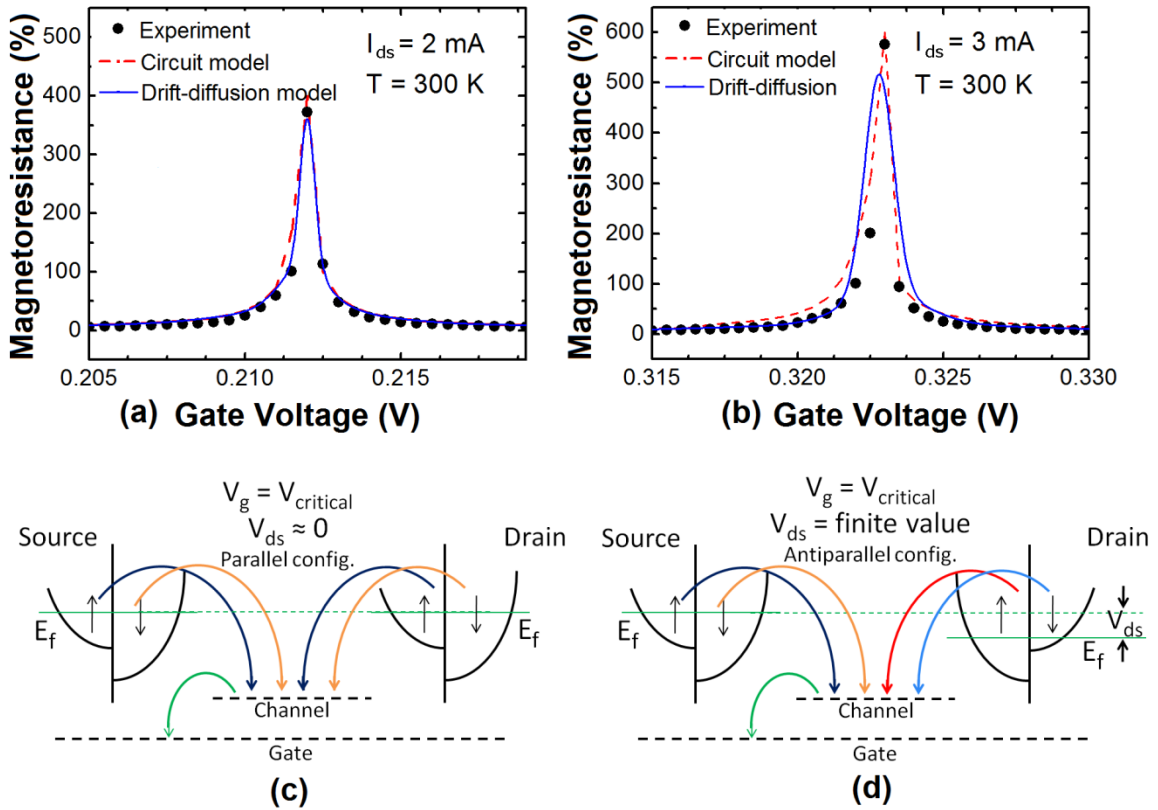 Magnetoresistance (%)
500
400
300
200
100
0
Experiment
Circuit model
Drift-diffusion model
I_ds = 2 mA
T = 300 K
0.205
0.210
0.215
(a) Gate Voltage (V)
Magnetoresistance (%)
600
500
400
300
200
100
0
Experiment
Circuit model
Drift-diffusion
I_ds = 3 mA
T = 300 K
0.315
0.320
0.325
0.330
(b) Gate Voltage (V)
V_g = V_critical
V_ds ≈ 0
Parallel config.
Source
Drain
E_f
E_f
Channel
Gate
(c)
V_g = V_critical
V_ds = finite value
Antiparallel config.
Source
Drain
E_f
V_ds
E_f
Channel
Gate
(d)